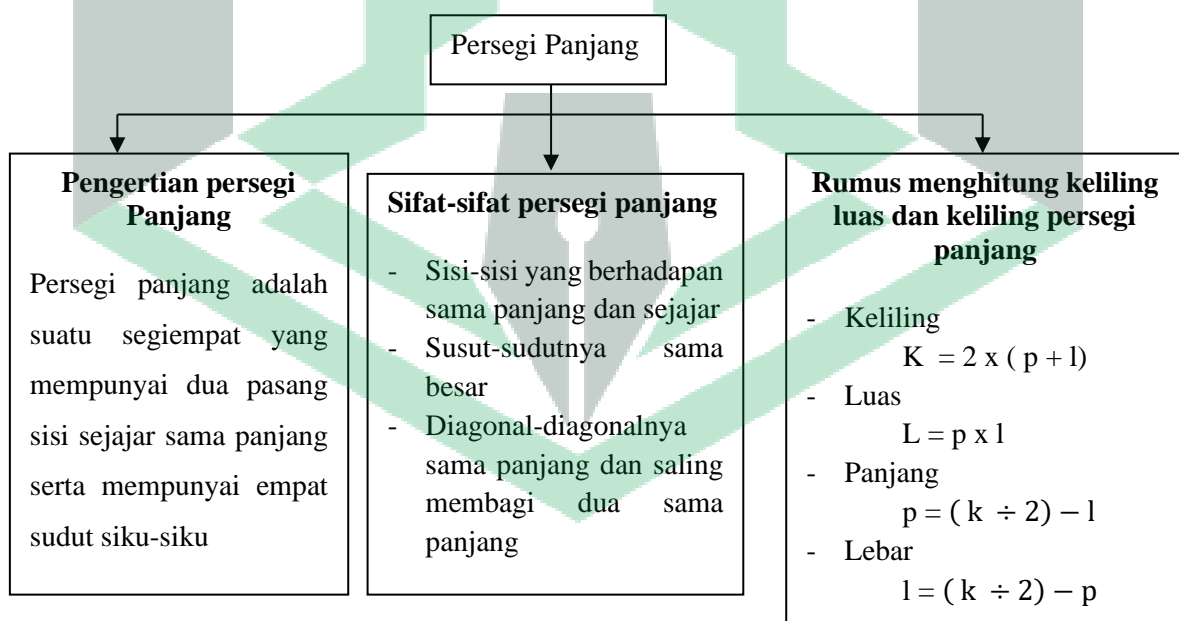 Persegi Panjang
Pengertian persegi
Panjang
Persegi panjang adalah
suatu segiempat yang
mempunyai dua pasang
sisi sejajar sama panjang
serta mempunyai empat
sudut siku-siku
Sifat-sifat persegi panjang
- Sisi-sisi yang berhadapan
sama panjang dan sejajar
- Susut-sudutnya sama
besar
- Diagonal-diagonalnya
sama panjang dan saling
membagi dua sama
panjang
Rumus menghitung keliling
luas dan keliling persegi
panjang
- Keliling
K = 2 x ( p + l)
- Luas
L = p x l
- Panjang
p = ( k ÷ 2) − l
- Lebar
l = ( k ÷ 2) − p